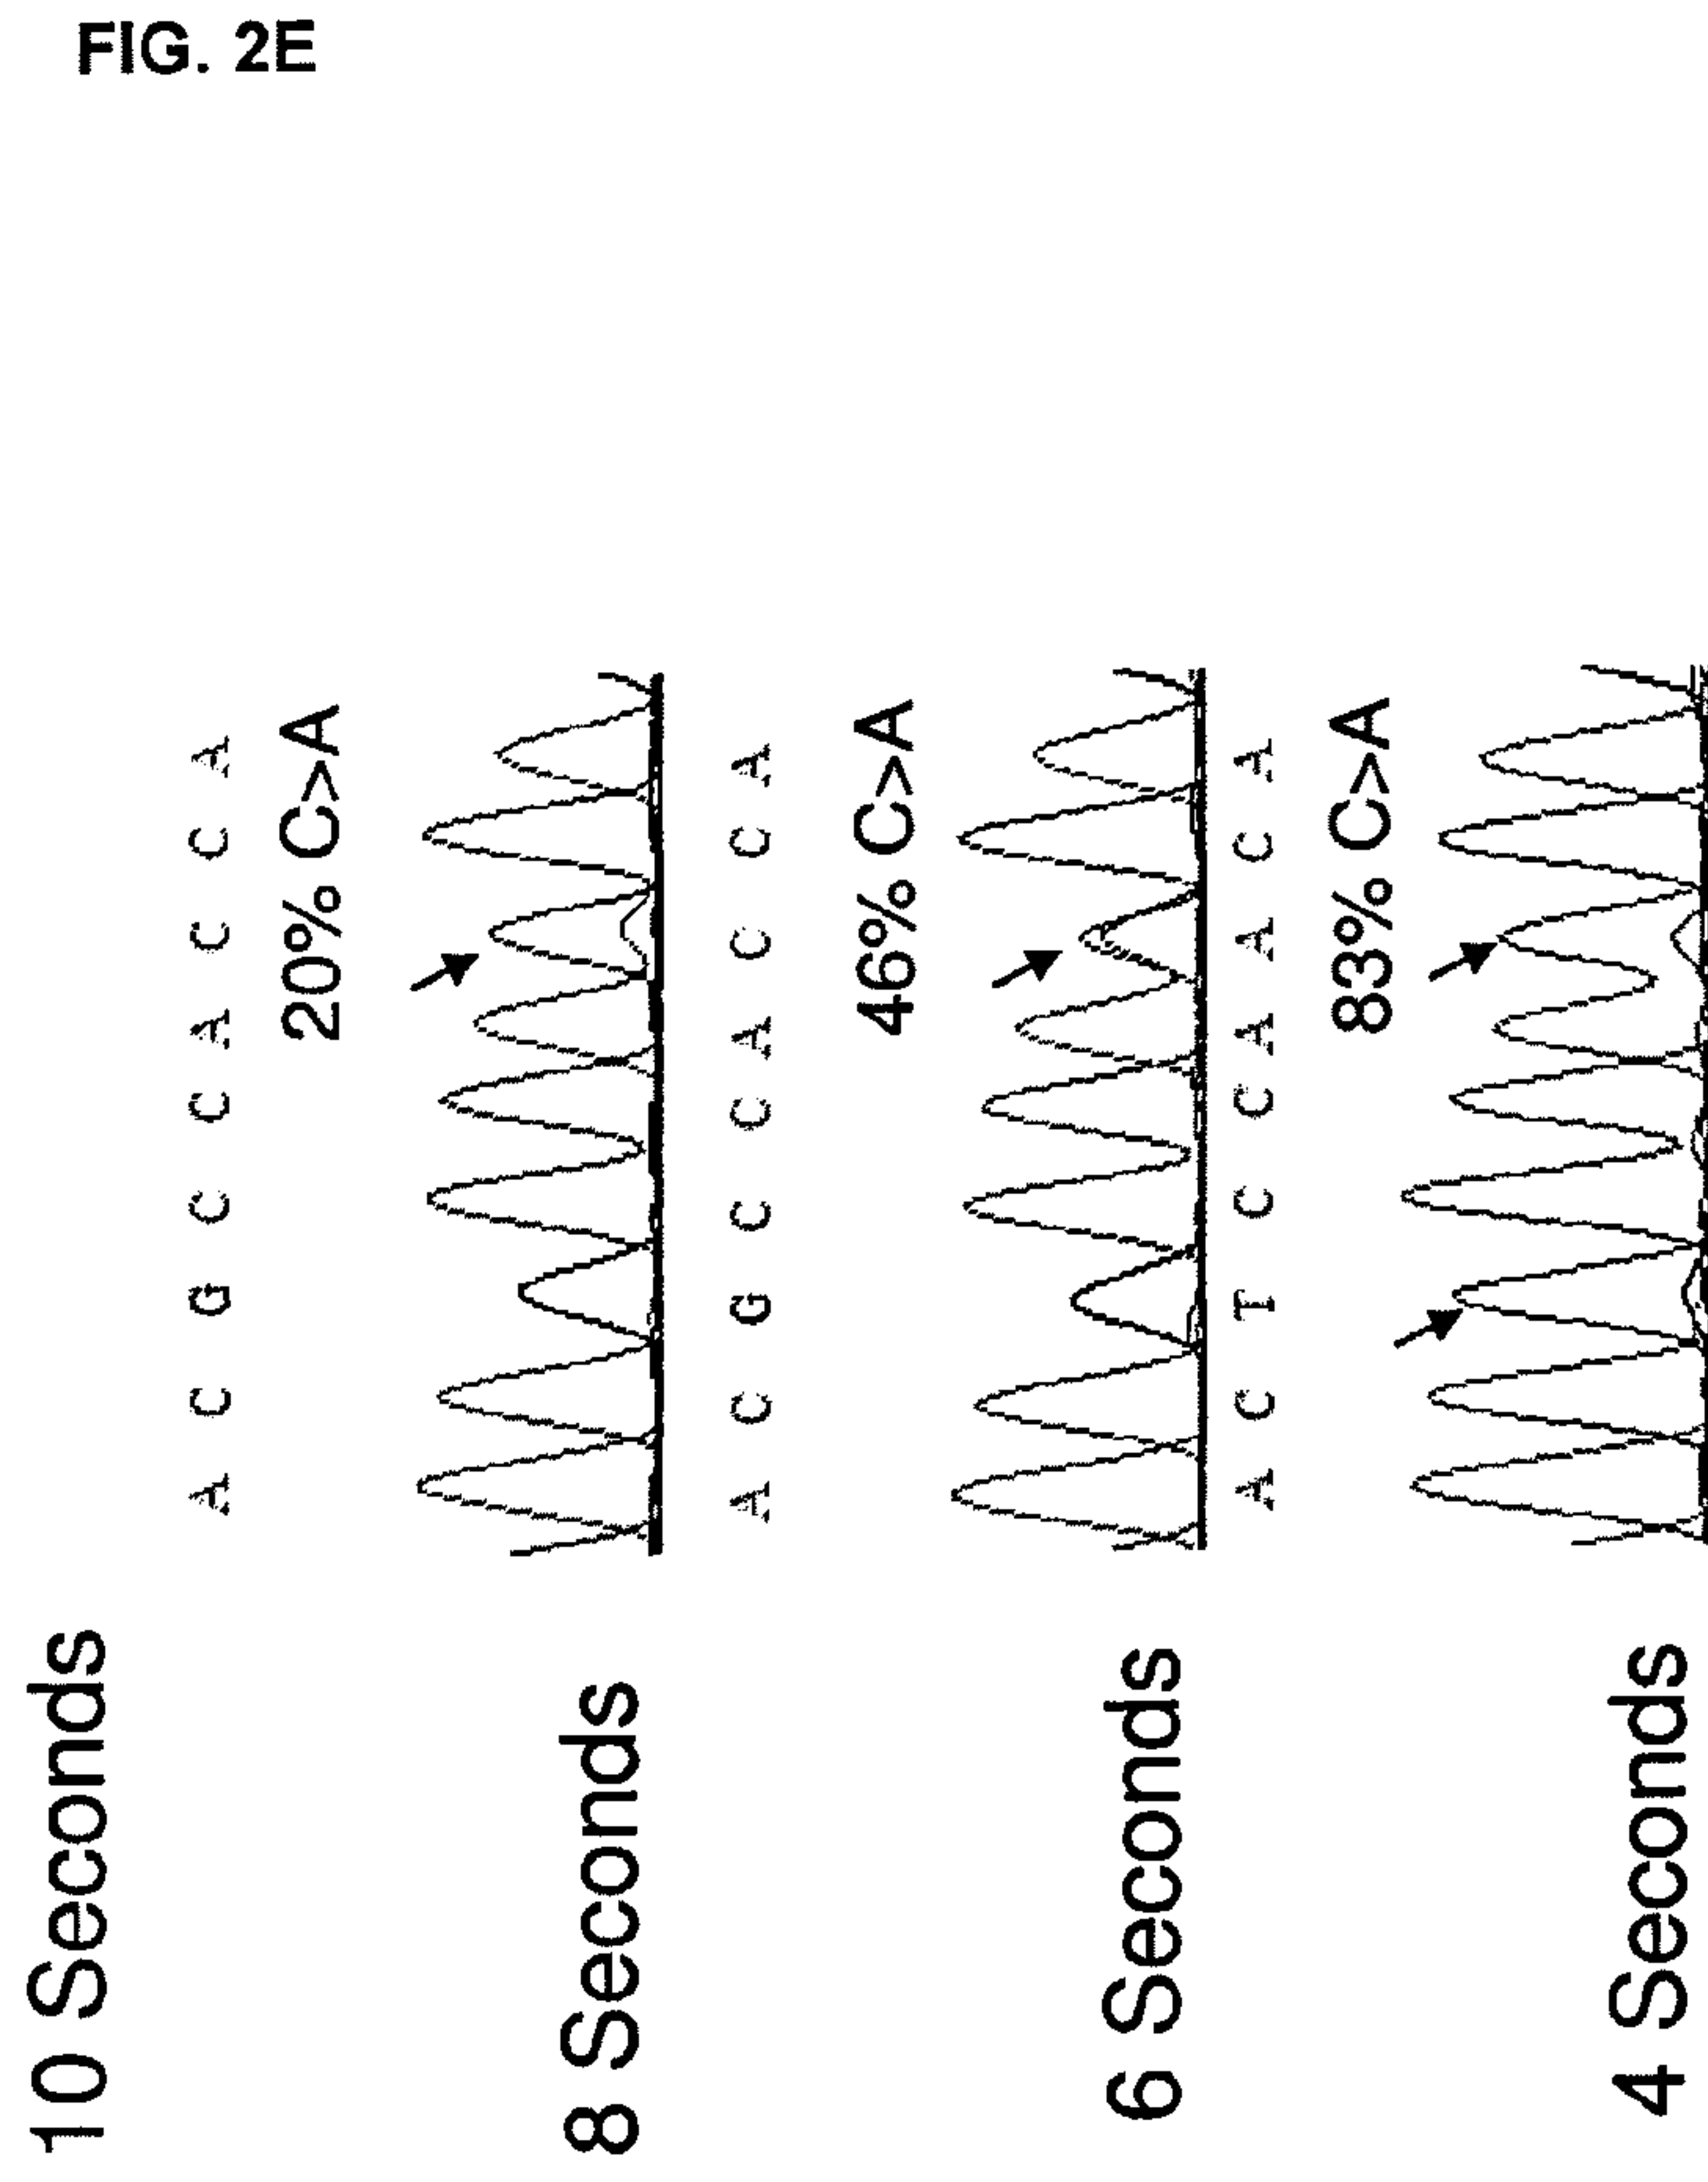 FIG. 2E
10 Seconds
A C G C C A C C A
20% C>A
8 Seconds
A C G C C A C C A
46% C>A
6 Seconds
A C T C C A A C A
83% C>A
4 Seconds